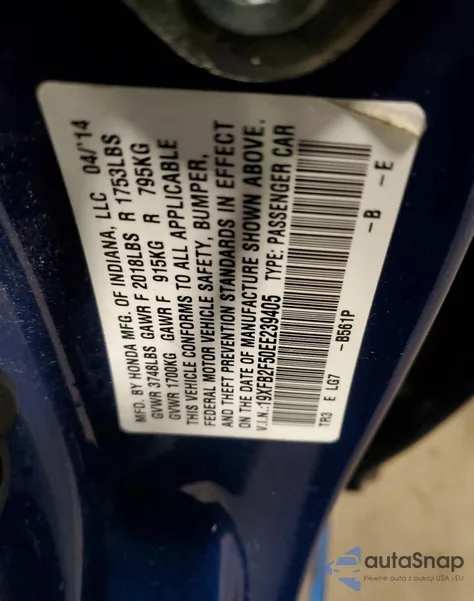 MFD. BY HONDA MFG. OF INDIANA, LLC 04/'14
GVWR 3748LBS GAWR F 2018LBS R 1753LBS
GVWR 1700KG GAWR F 915KG R 795KG
THIS VEHICLE CONFORMS TO ALL APPLICABLE
FEDERAL MOTOR VEHICLE SAFETY, BUMPER,
AND THEFT PREVENTION STANDARDS IN EFFECT
ON THE DATE OF MANUFACTURE SHOWN ABOVE.
V.I.N.:19XFB2F50EE239405 TYPE: PASSENGER CAR
-B561P -B -E
TR3 E LG7
autoSnap
Pewne auta z aukcji USA i EU